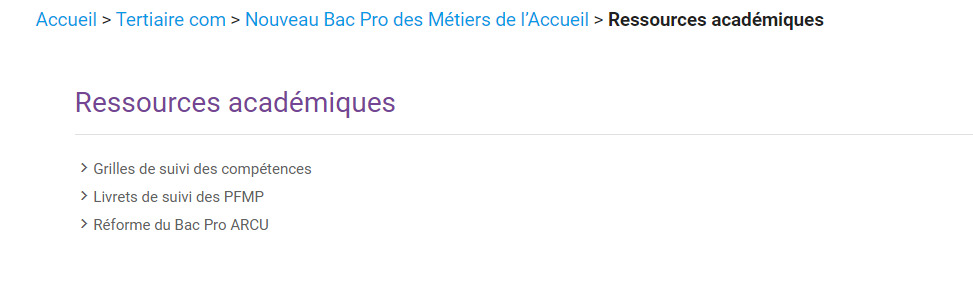 Accueil > Tertiaire com > Nouveau Bac Pro des Métiers de l’Accueil > Ressources académiques
Ressources académiques
> Grilles de suivi des compétences
> Livrets de suivi des PFMP
> Réforme du Bac Pro ARCU